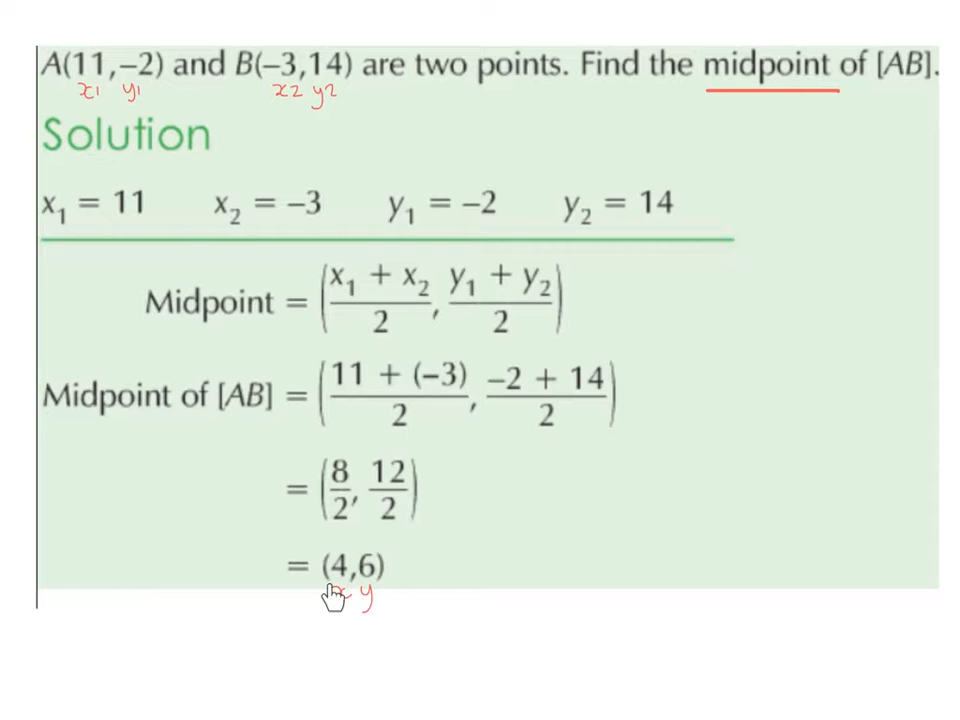 A(11,–2) and B(–3,14) are two points. Find the midpoint of [AB].
x1 y1 x2 y2
Solution
x₁ = 11 x₂ = –3 y₁ = –2 y₂ = 14
Midpoint = ((x₁ + x₂)/2, (y₁ + y₂)/2)
Midpoint of [AB] = ((11 + (–3))/2, (–2 + 14)/2)
= (8/2, 12/2)
= (4,6)
x y